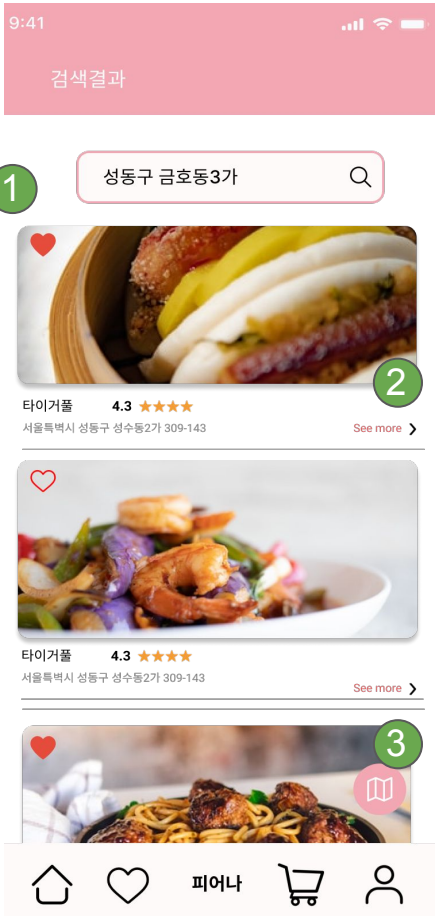 9:41
검색결과
1
성동구 금호동3가
2
타이거풀 4.3
서울특벽시 성동구 성수동2가 309-143
See more
타이거풀 4.3
서울특벽시 성동구 성수동2가 309-143
See more
3
피어나